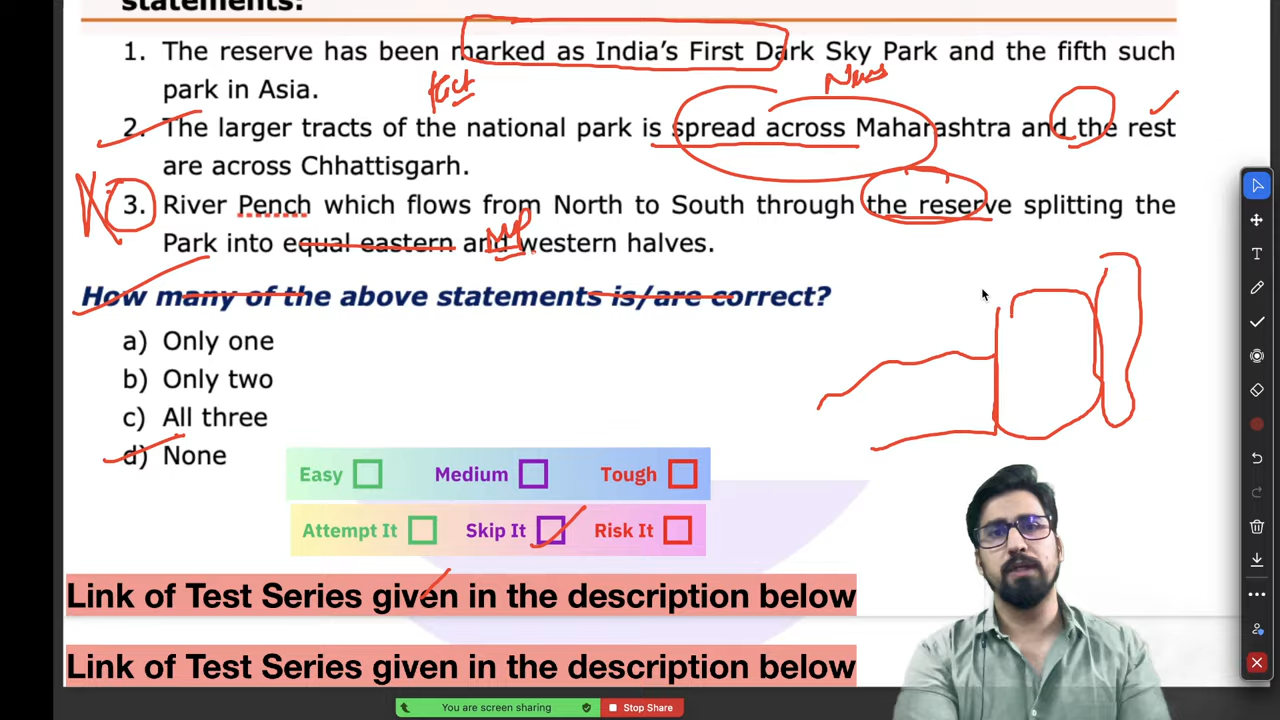 statements:
1. The reserve has been marked as India's First Dark Sky Park and the fifth such
park in Asia.
fact
News
2. The larger tracts of the national park is spread across Maharashtra and the rest
are across Chhattisgarh.
3. River Pench which flows from North to South through the reserve splitting the
Park into equal eastern and western halves.
MP
How many of the above statements is/are correct?
a) Only one
b) Only two
c) All three
d) None
Easy Medium Tough
Attempt It Skip It Risk It
Link of Test Series given in the description below
Link of Test Series given in the description below
You are screen sharing Stop Share
T